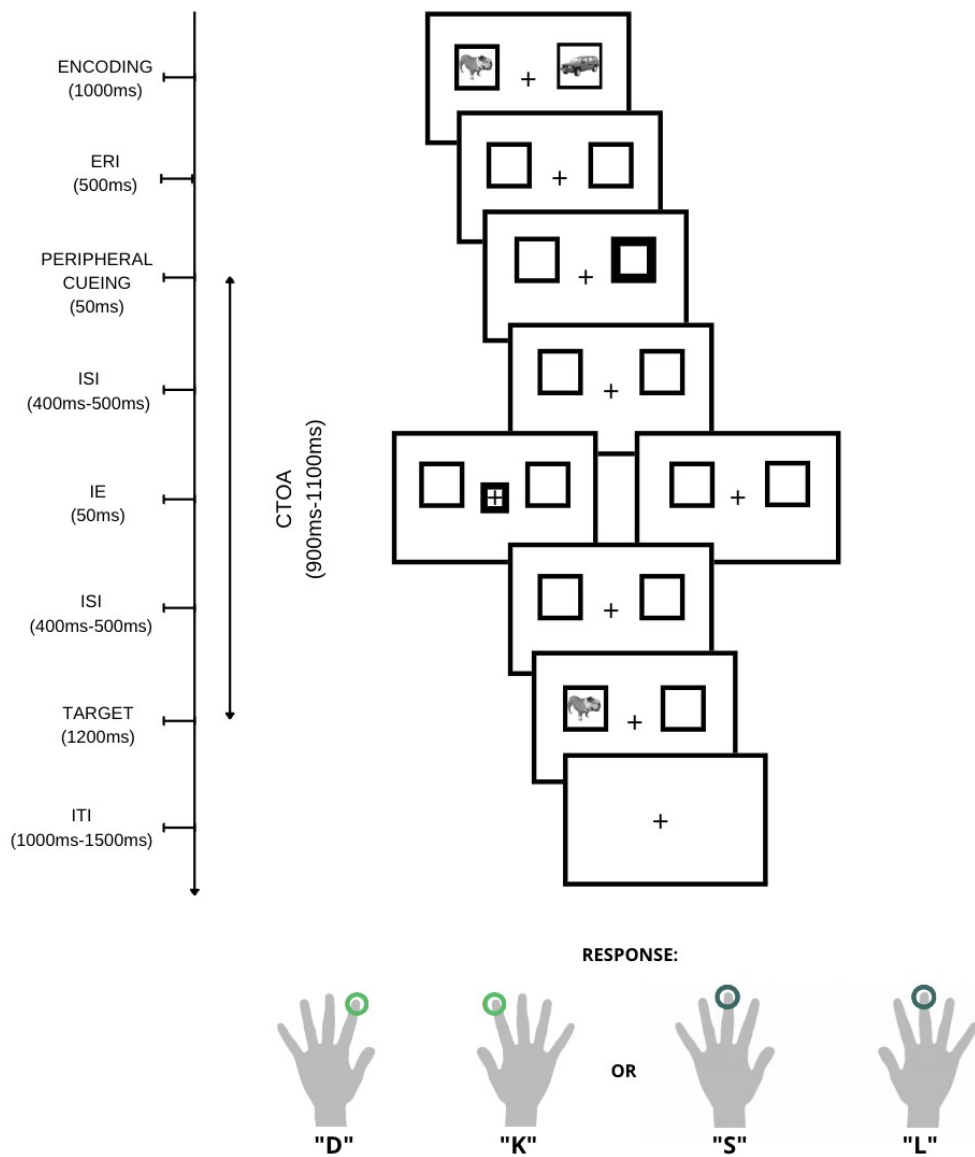 ENCODING
(1000ms)
ERI
(500ms)
PERIPHERAL
CUEING
(50ms)
ISI
(400ms-500ms)
IE
(50ms)
ISI
(400ms-500ms)
TARGET
(1200ms)
ITI
(1000ms-1500ms)
CTOA
(900ms-1100ms)
RESPONSE:
OR
"D" "K" "S" "L"